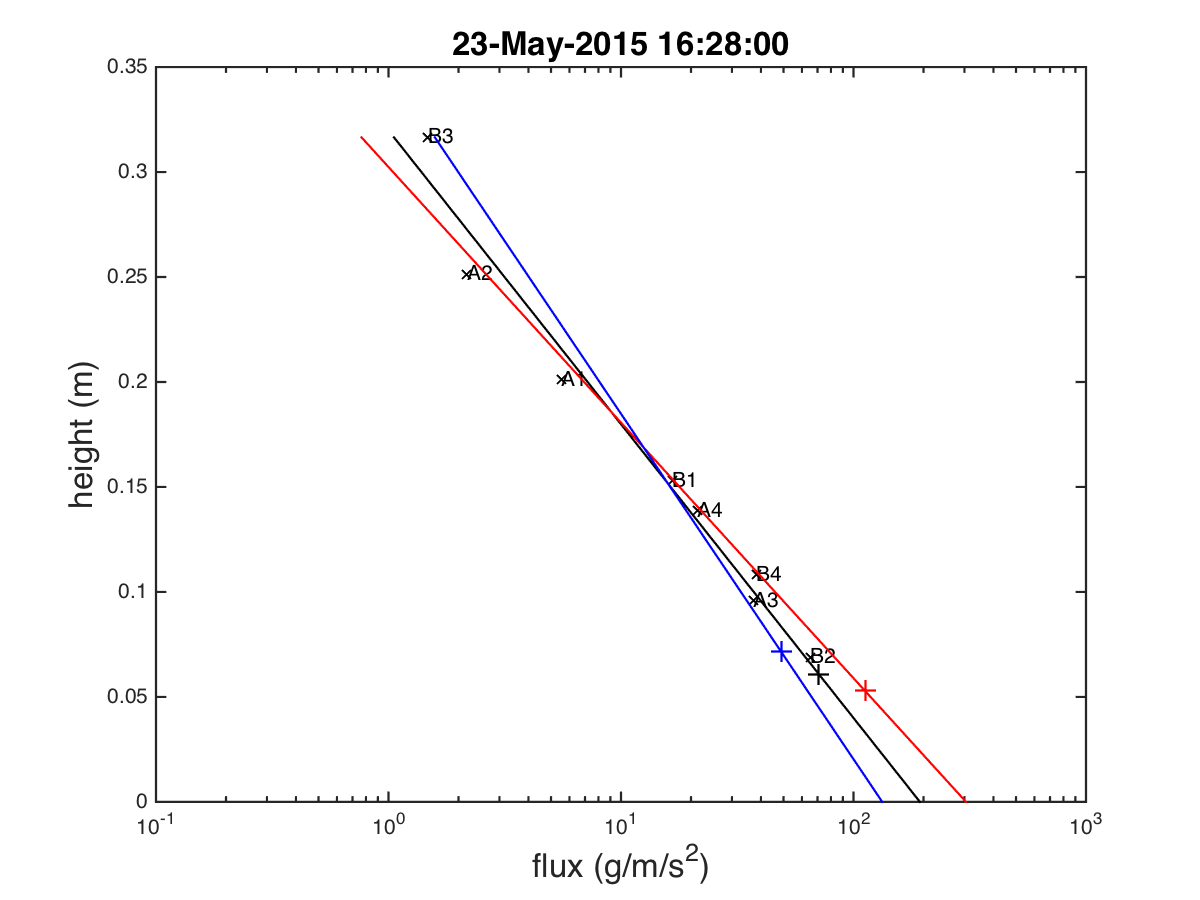 23-May-2015 16:28:00
0.35
0.3
0.25
0.2
0.15
0.1
0.05
0
height (m)
B3
A2
A1
B1
A4
B4
A3
B2
10^-1
10^0
10^1
10^2
10^3
flux (g/m/s^2)